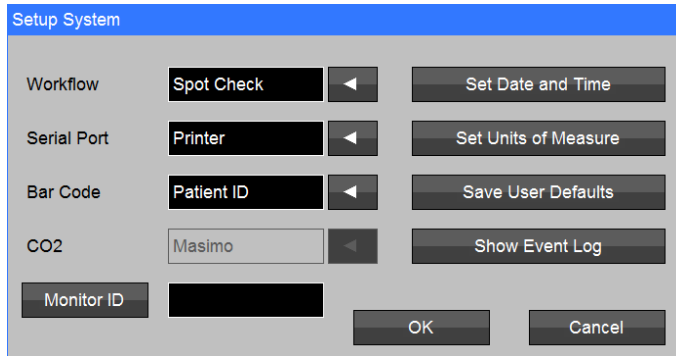 Setup System
Workflow Spot Check Set Date and Time
Serial Port Printer Set Units of Measure
Bar Code Patient ID Save User Defaults
CO2 Masimo Show Event Log
Monitor ID
OK Cancel